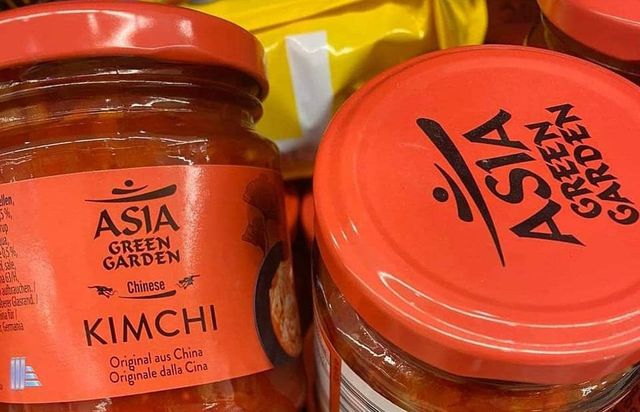 ASIA
GREEN
GARDEN
Chinese
KIMCHI
Original aus China
Originale dalla Cina
ASIA
GREEN
GARDEN